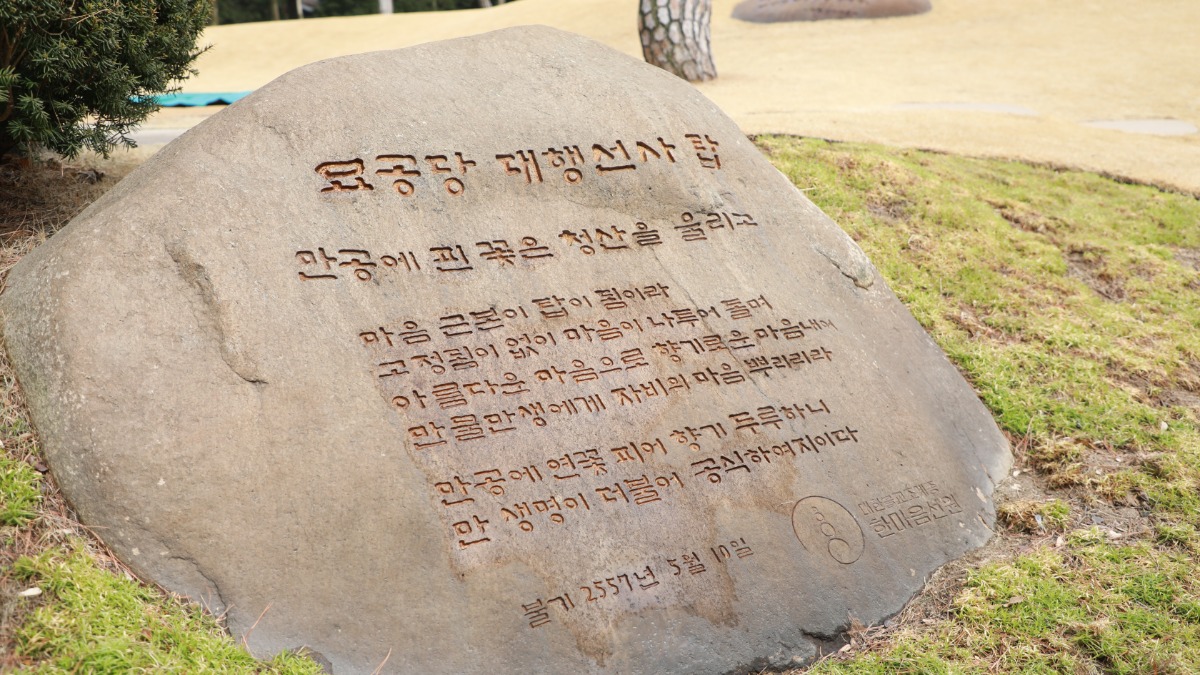 묘공당 대행선사 탑
만공에 핀 꽃은 청산을 울리고
마음 근본이 탑이 됨이라
고정됨이 없이 마음이 나투어 돌며
아름다운 마음으로 향기로운 마음내어
만물만생에게 자비의 마음 뿌리리라
만공에 연꽃 피어 향기 두루하니
만 생명이 더불어 공식하여지이다
불기 2557년 5월 10일
대한불교조계종
한마음선원